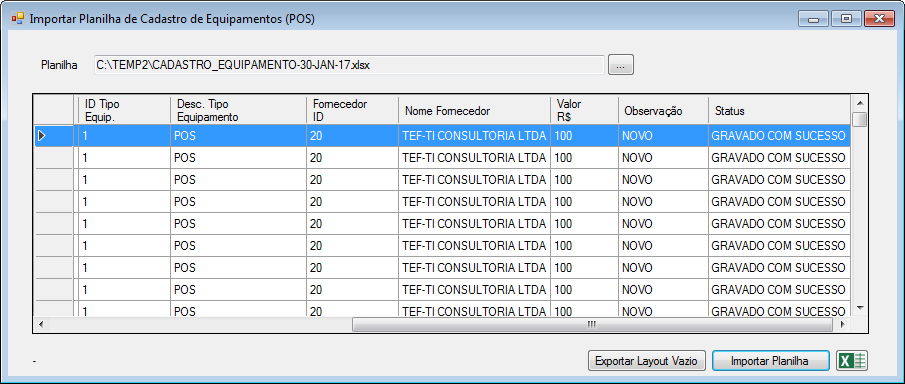 Importar Planilha de Cadastro de Equipamentos (POS)
Planilha C:\TEMP2\CADASTRO_EQUIPAMENTO-30-JAN-17.xlsx ...
ID Tipo Equip. Desc. Tipo Equipamento Fornecedor ID Nome Fornecedor Valor R$ Observação Status
1 POS 20 TEF-TI CONSULTORIA LTDA 100 NOVO GRAVADO COM SUCESSO
1 POS 20 TEF-TI CONSULTORIA LTDA 100 NOVO GRAVADO COM SUCESSO
1 POS 20 TEF-TI CONSULTORIA LTDA 100 NOVO GRAVADO COM SUCESSO
1 POS 20 TEF-TI CONSULTORIA LTDA 100 NOVO GRAVADO COM SUCESSO
1 POS 20 TEF-TI CONSULTORIA LTDA 100 NOVO GRAVADO COM SUCESSO
1 POS 20 TEF-TI CONSULTORIA LTDA 100 NOVO GRAVADO COM SUCESSO
1 POS 20 TEF-TI CONSULTORIA LTDA 100 NOVO GRAVADO COM SUCESSO
1 POS 20 TEF-TI CONSULTORIA LTDA 100 NOVO GRAVADO COM SUCESSO
1 POS 20 TEF-TI CONSULTORIA LTDA 100 NOVO GRAVADO COM SUCESSO
- Exportar Layout Vazio Importar Planilha X